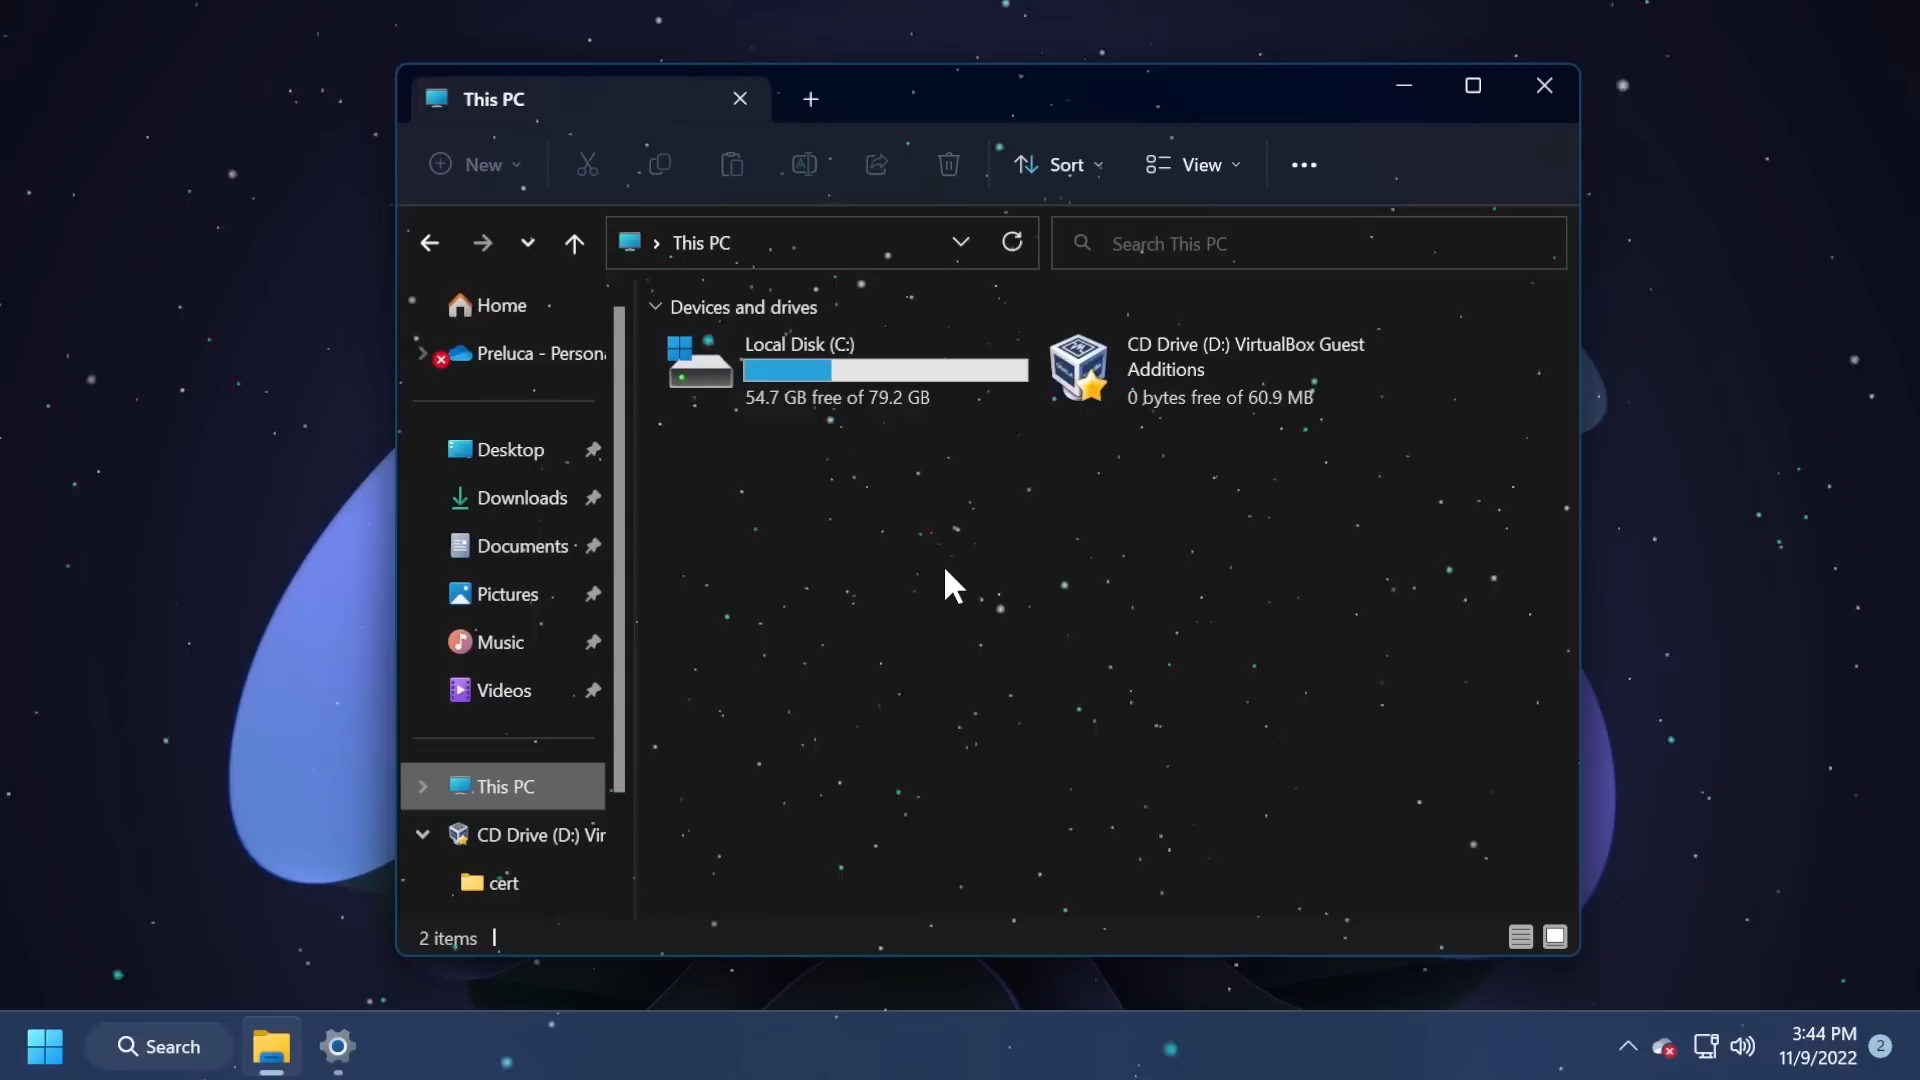 This PC
New
Sort
View
This PC
Search This PC
Home
Preluca - Persona
Desktop
Downloads
Documents
Pictures
Music
Videos
This PC
CD Drive (D:) Vir
cert
Devices and drives
Local Disk (C:)
54.7 GB free of 79.2 GB
CD Drive (D:) VirtualBox Guest
Additions
0 bytes free of 60.9 MB
2 items
Search
3:44 PM
11/9/2022
2